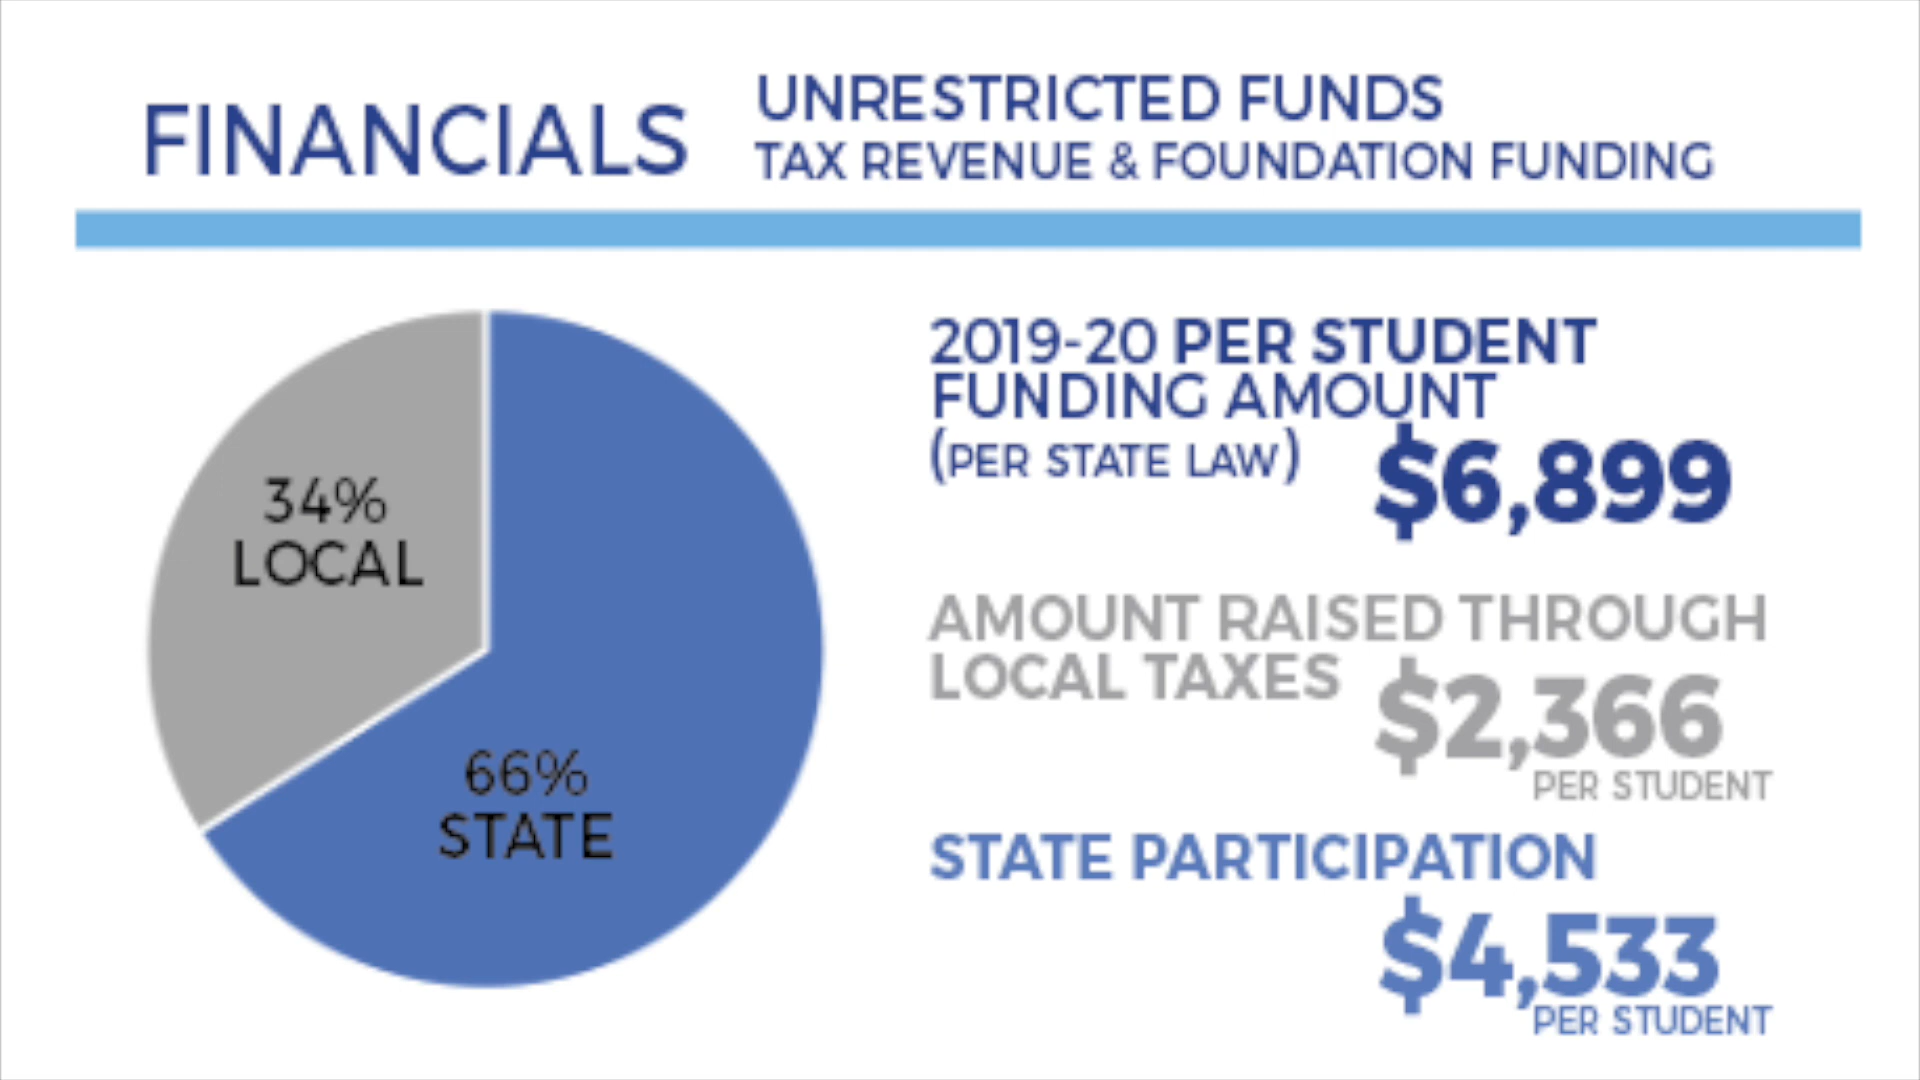 FINANCIALS
UNRESTRICTED FUNDS
TAX REVENUE & FOUNDATION FUNDING
34%
LOCAL
66%
STATE
2019-20 PER STUDENT
FUNDING AMOUNT
(PER STATE LAW)
$6,899
AMOUNT RAISED THROUGH
LOCAL TAXES
$2,366
PER STUDENT
STATE PARTICIPATION
$4,533
PER STUDENT